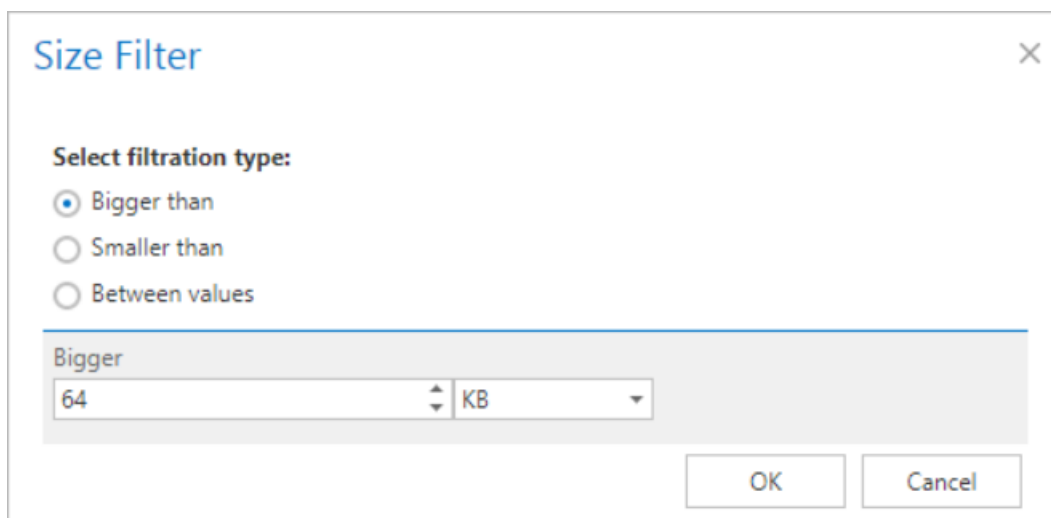 Size Filter
Select filtration type:
Bigger than
Smaller than
Between values
Bigger
64 KB
OK Cancel